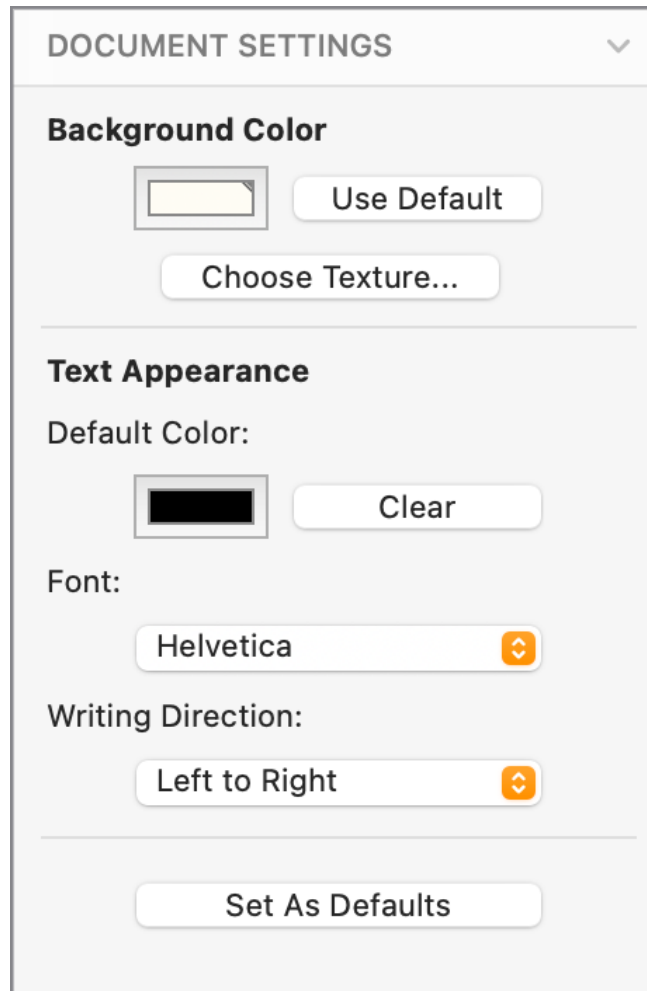 DOCUMENT SETTINGS
Background Color
Use Default
Choose Texture...
Text Appearance
Default Color:
Clear
Font:
Helvetica
Writing Direction:
Left to Right
Set As Defaults